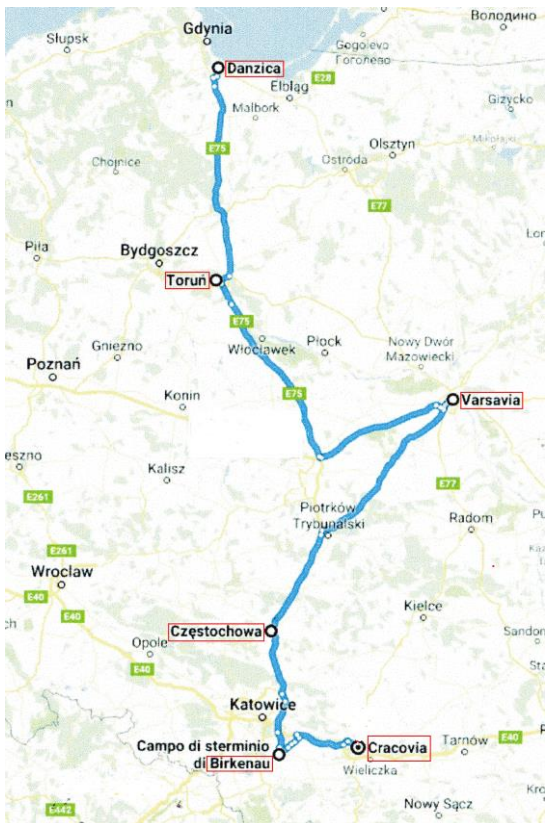 Володино
Słupsk
Gdynia
Gogolevo
Гоголево
Danzica
E28
Elbląg
Malbork
Giżycko
E75
Olsztyn
Mikołajki
Chojnice
Ostróda
E77
Piła
Bydgoszcz
Toruń
E75
Płock
Nowy Dwór
Mazowiecki
Włocławek
Gniezno
Poznań
E75
Konin
Varsavia
eszno
Kalisz
E77
E261
Piotrków
Trybunalski
Radom
E261
Wroclaw
E40
Kielce
E40
Częstochowa
Opole
Sandom
E40
Katowice
Campo di sterminio
di Birkenau
Cracovia
E40
Tarnów
Wieliczka
E442
Nowy Sącz